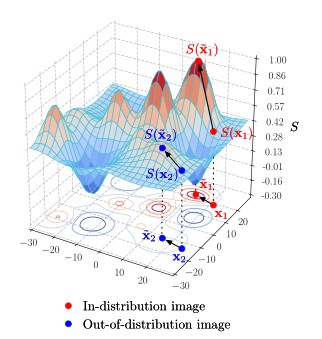 S(x̃₁)
1.00
0.86
0.71
0.57
0.42
0.28
0.13
-0.01
-0.16
-0.30
S
S(x₁)
S(x̃₂)
S(x₂)
x̃₁
x₁
x̃₂
x₂
−30
−20
−10
0
10
20
−30
−20
−10
0
10
20
In-distribution image
Out-of-distribution image